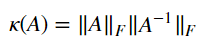 κ(A) = ‖A‖_F‖A⁻¹‖_F